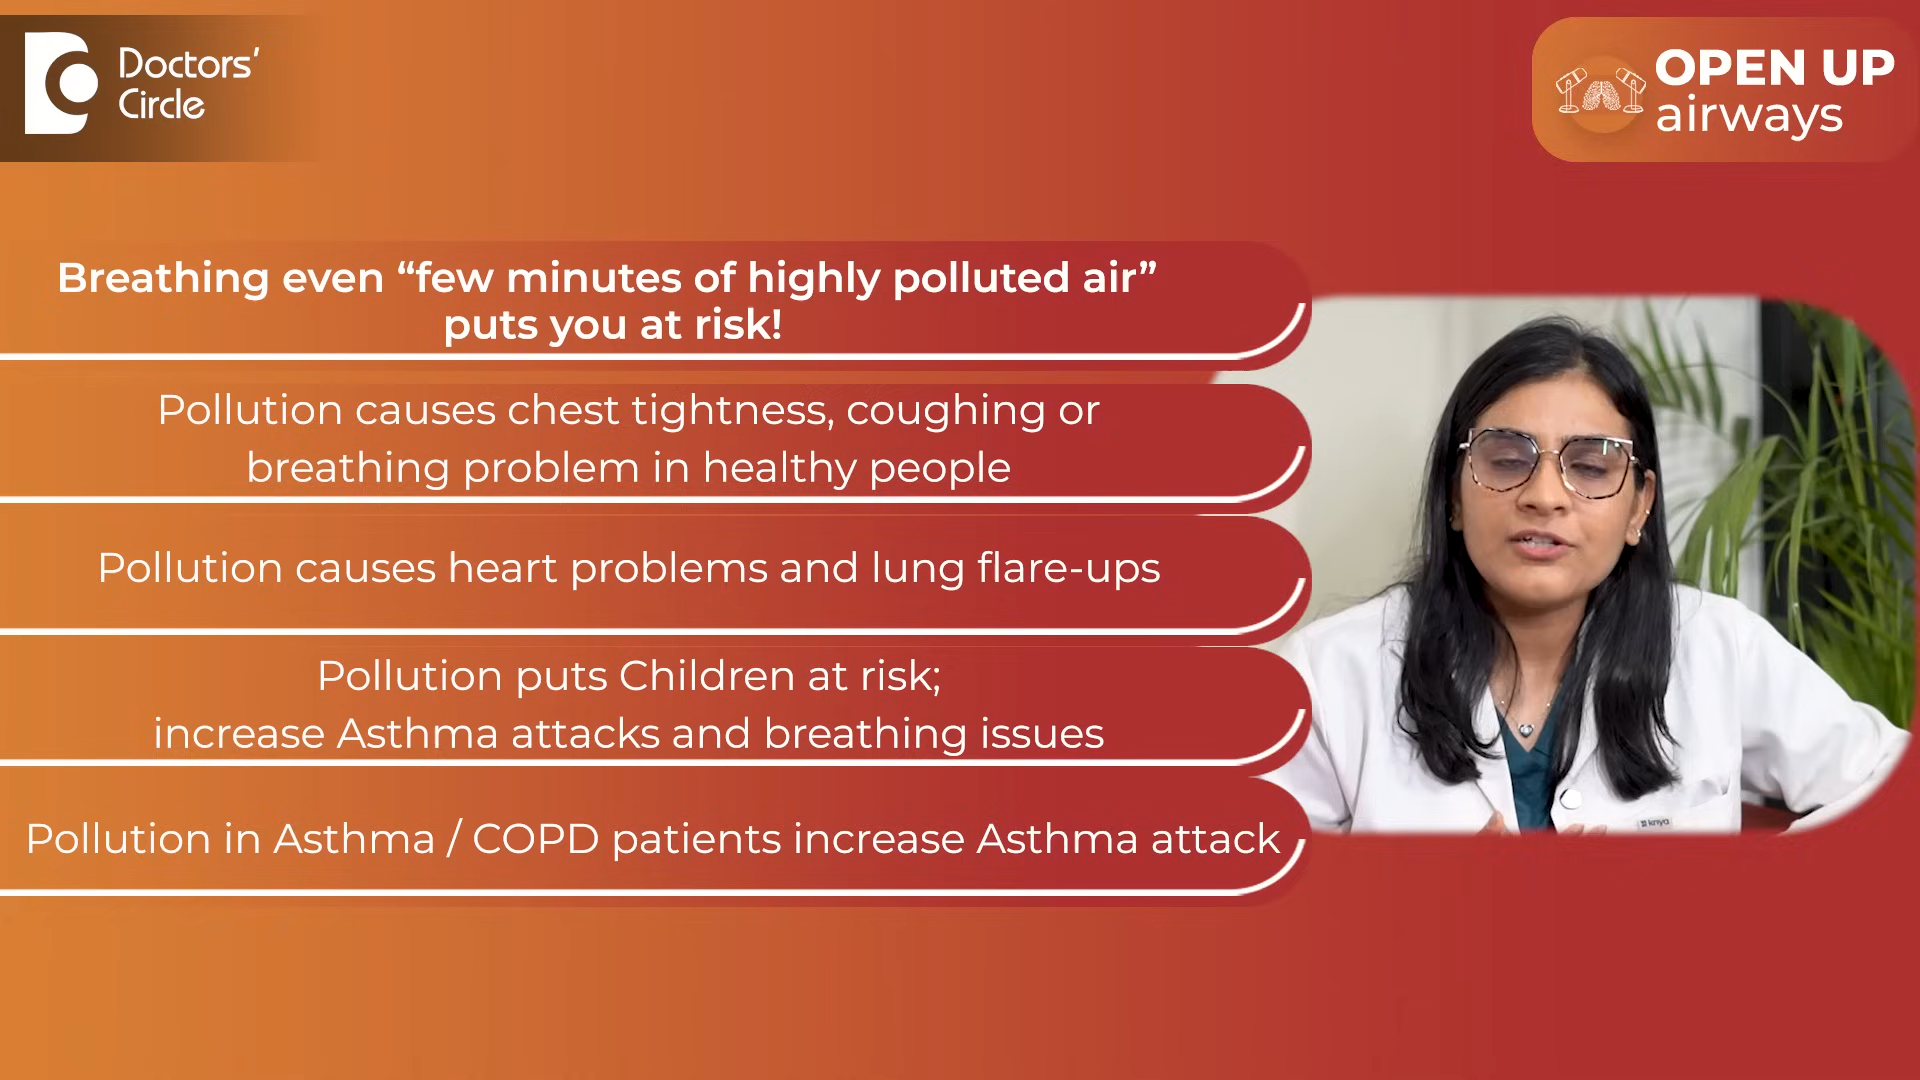 Doctors'
Circle
OPEN UP
airways
Breathing even “few minutes of highly polluted air”
puts you at risk!
Pollution causes chest tightness, coughing or
breathing problem in healthy people
Pollution causes heart problems and lung flare-ups
Pollution puts Children at risk;
increase Asthma attacks and breathing issues
Pollution in Asthma / COPD patients increase Asthma attack
knya